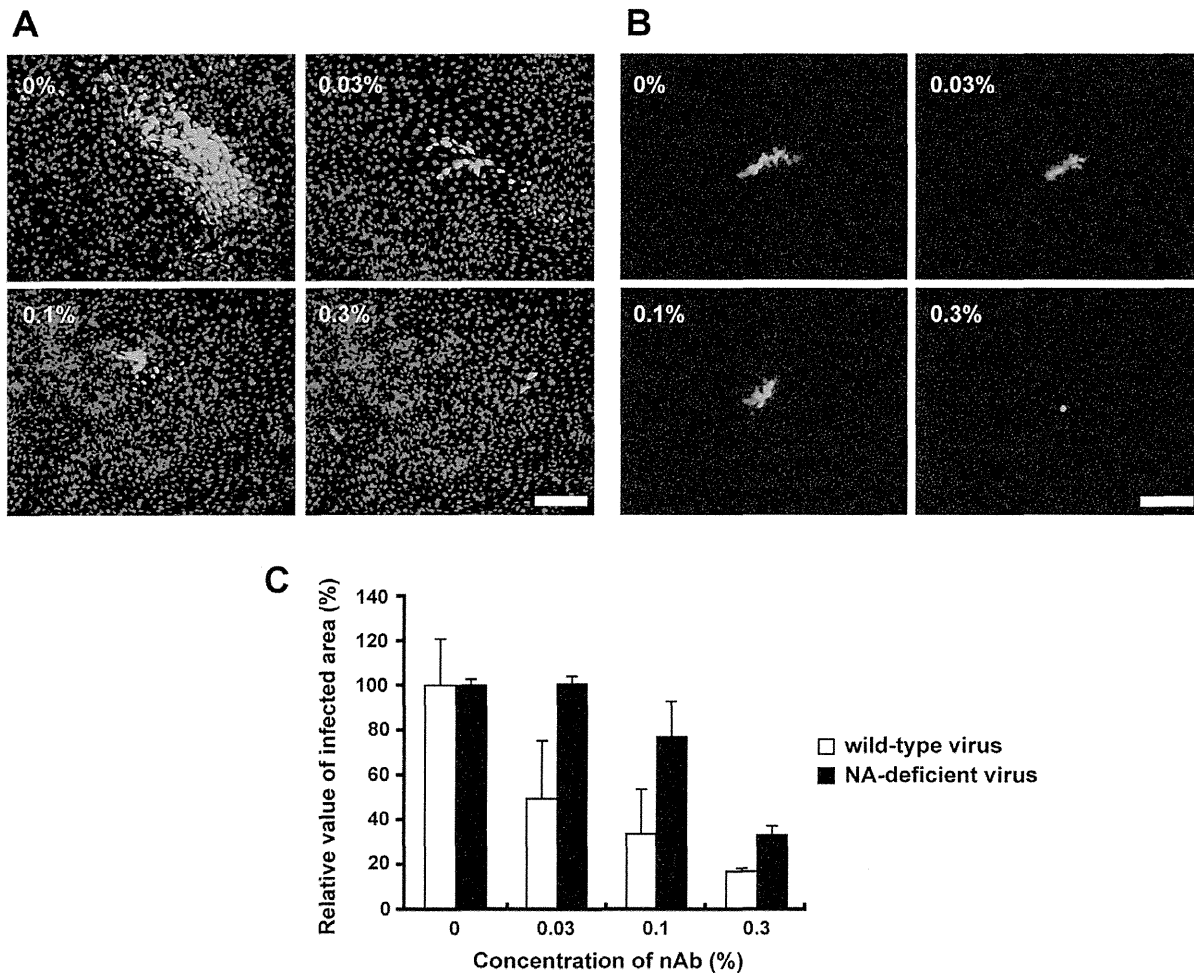 A
B
0%
0.03%
0%
0.03%
0.1%
0.3%
0.1%
0.3%
C
Relative value of infected area (%)
140
120
100
80
60
40
20
0
0
0.03
0.1
0.3
Concentration of nAb (%)
wild-type virus
NA-deficient virus